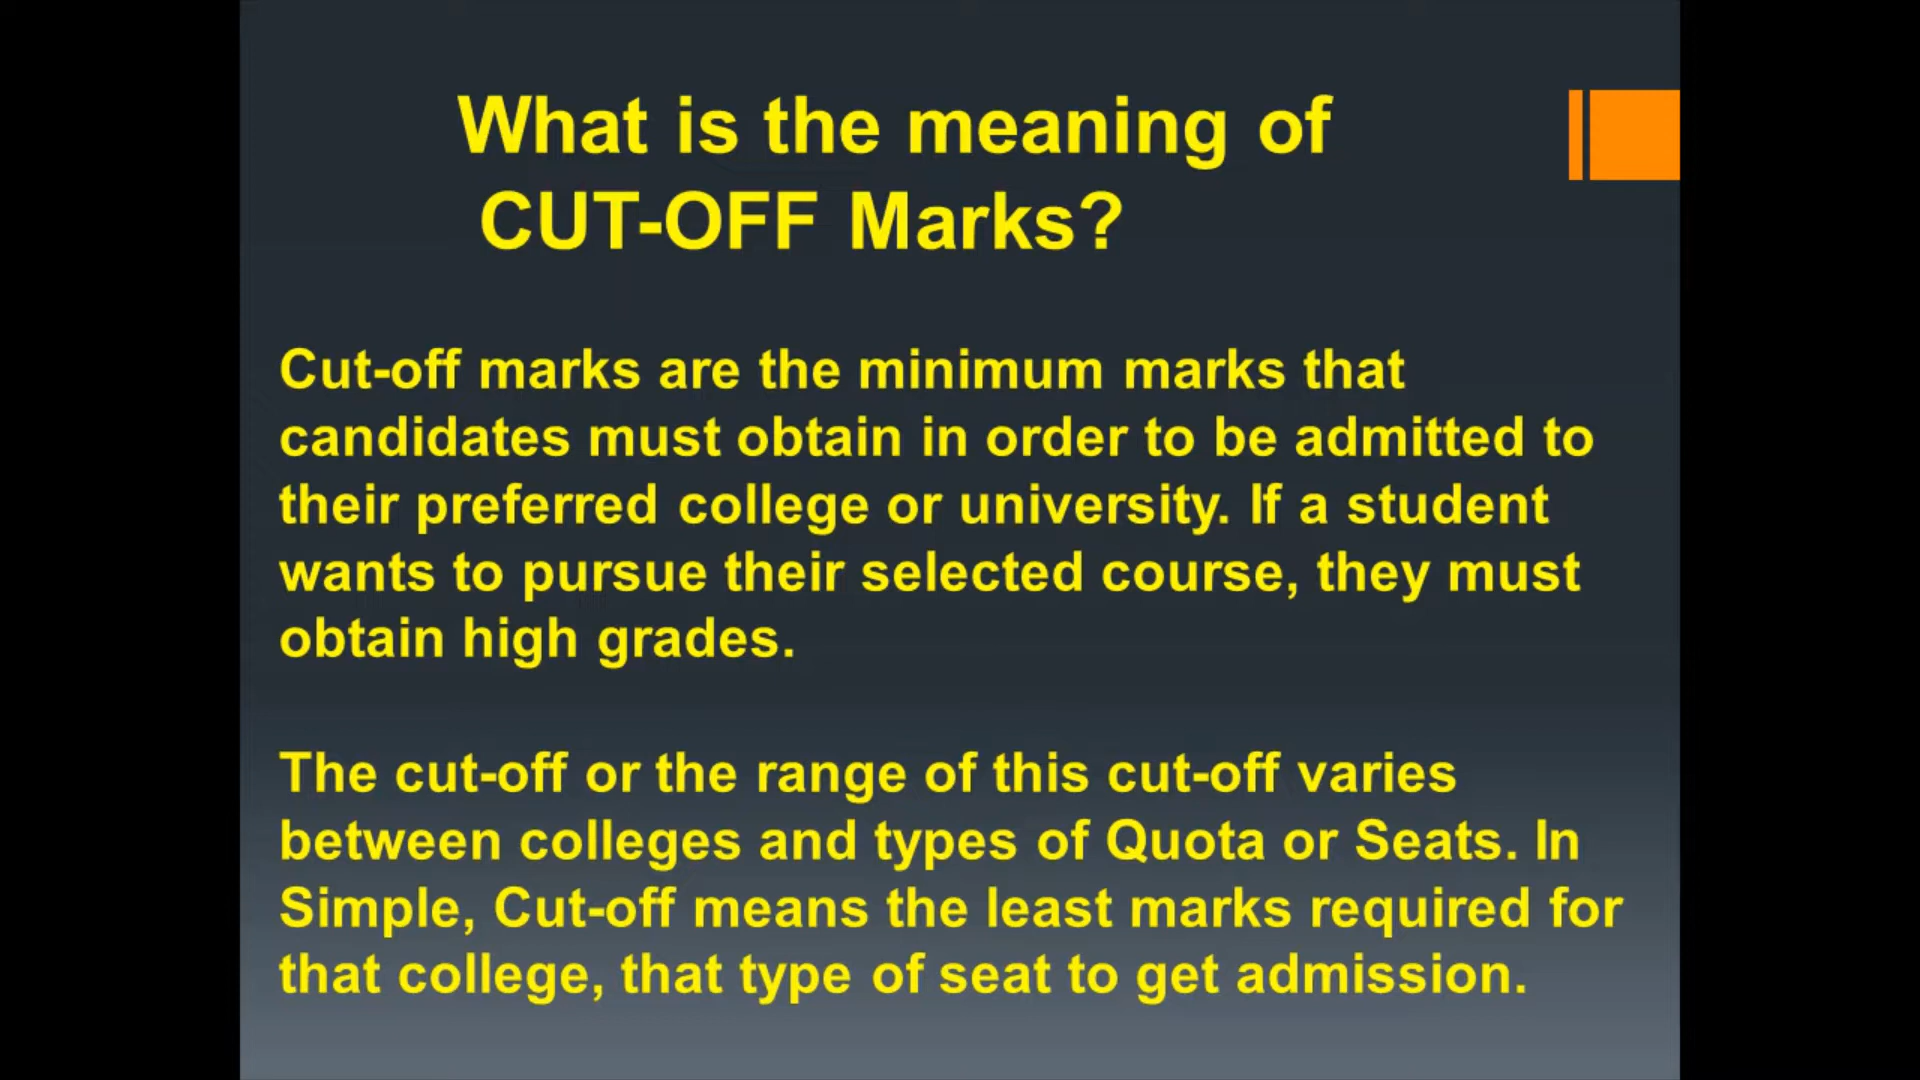 What is the meaning of
CUT-OFF Marks?
Cut-off marks are the minimum marks that
candidates must obtain in order to be admitted to
their preferred college or university. If a student
wants to pursue their selected course, they must
obtain high grades.
The cut-off or the range of this cut-off varies
between colleges and types of Quota or Seats. In
Simple, Cut-off means the least marks required for
that college, that type of seat to get admission.